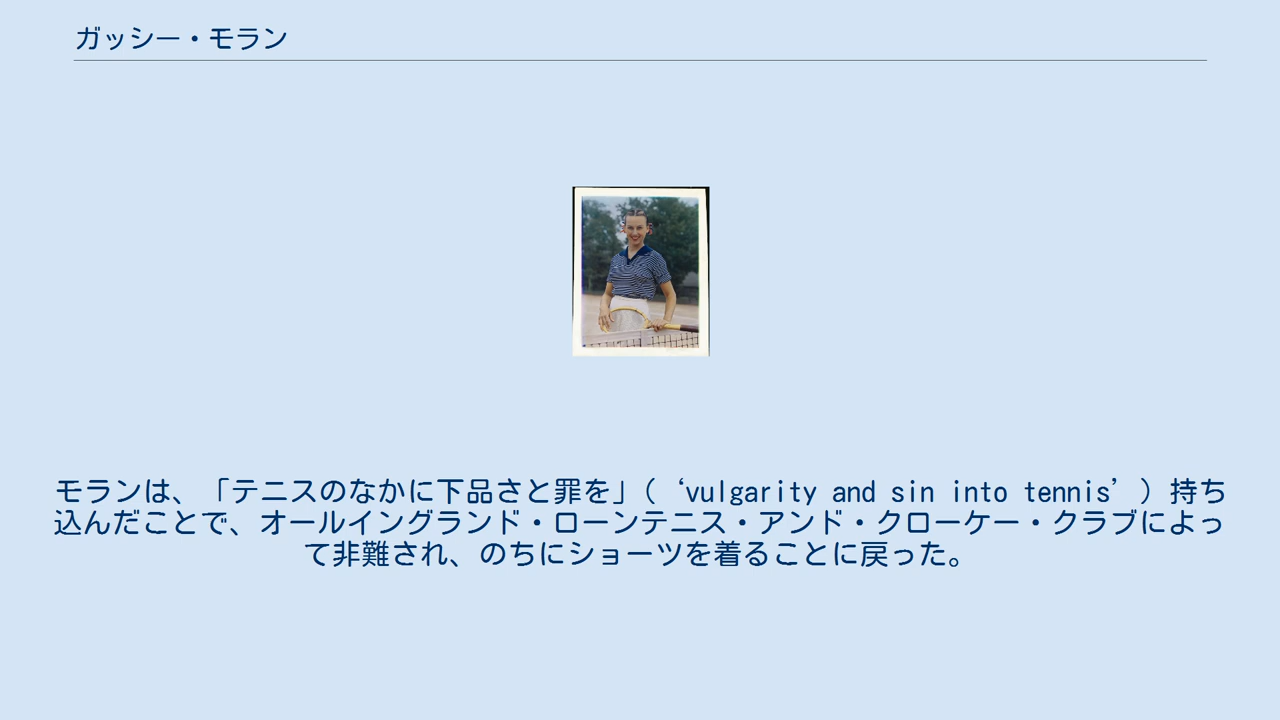 ガッシー・モラン
モランは、「テニスのなかに下品さと罪を」(‘vulgarity and sin into tennis’) 持ち
込んだことで、オールイングランド・ローンテニス・アンド・クローケー・クラブによっ
て非難され、のちにショーツを着ることに戻った。